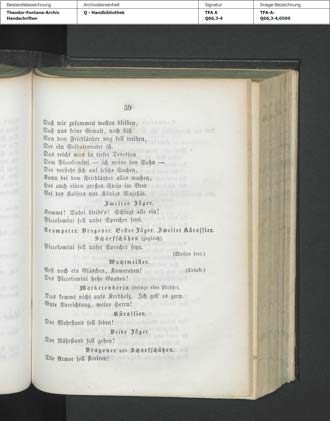 Bestandsbezeichnung
Theodor-Fontane-Archiv
Handschriften
Archivalieneinheit
Q - Handbibliothek
Signatur
TFA A
Q66,3-4
Image-Bezeichnung
TFA-A-
Q66,3-4,0509
59
Daß wir zusammen wollen bleiben,
Daß uns keine Gewalt, noch List
Von dem Friedländer weg soll treiben,
Der ein Soldatenvater ist.
Das reicht man in tiefer Devotion
Dem Piccolomini — ich meine den Sohn —
Der versteht sich auf solche Sachen,
Kann bei dem Friedländer alles machen,
Hat auch einen großen Stein im Bret
Bei des Kaisers und Königs Majestät.
Zweiter Jäger.
Kommt! Dabei bleibt's! Schlagt alle ein!
Piccolomini soll unser Sprecher seyn.
Trompeter. Dragoner. Erster Jäger. Zweiter Kürassier.
Scharfschützen (zugleich).
Piccolomini soll unser Sprecher seyn.
(Wollen fort.)
Wachtmeister.
Erst noch ein Gläschen, Kameraden!
(Trinkt.)
Des Piccolomini hohe Gnaden!
Marketenderin (bringt eine Flasche).
Das kommt nicht aufs Kerbholz. Ich geb' es gern.
Gute Verrichtung, meine Herrn!
Kürassier.
Der Wehrstand soll leben!
Beide Jäger.
Der Nährstand soll geben!
Dragoner und Scharfschützen.
Die Armee soll floriren!